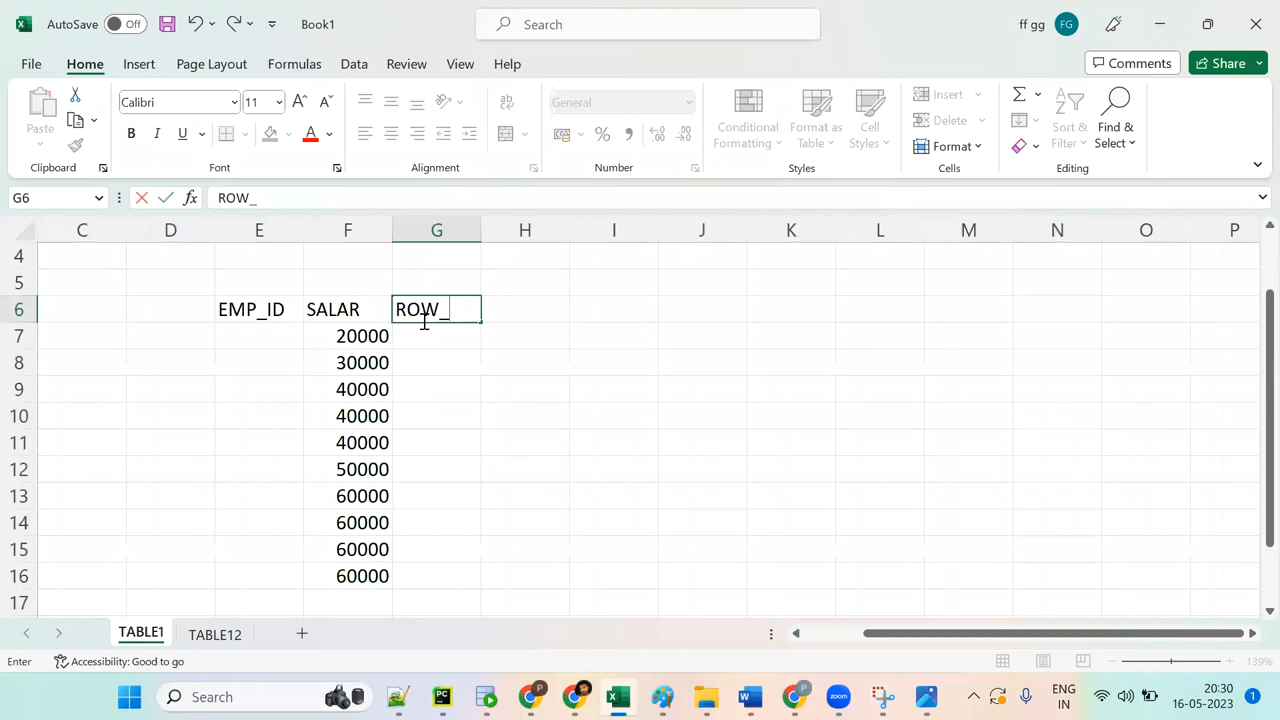 AutoSave Off Book1 Search ff gg FG
File Home Insert Page Layout Formulas Data Review View Help Comments Share
Paste Calibri 11 General Conditional Formatting Format as Table Cell Styles Insert Delete Format Sort & Filter Find & Select
Clipboard Font Alignment Number Styles Cells Editing
G6 fx ROW_
C D E F G H I J K L M N O P
4
5
6 EMP_ID SALAR ROW_
7 20000
8 30000
9 40000
10 40000
11 40000
12 50000
13 60000
14 60000
15 60000
16 60000
17
TABLE1 TABLE12
Enter Accessibility: Good to go 139%
Search ENG IN 20:30 16-05-2023 1